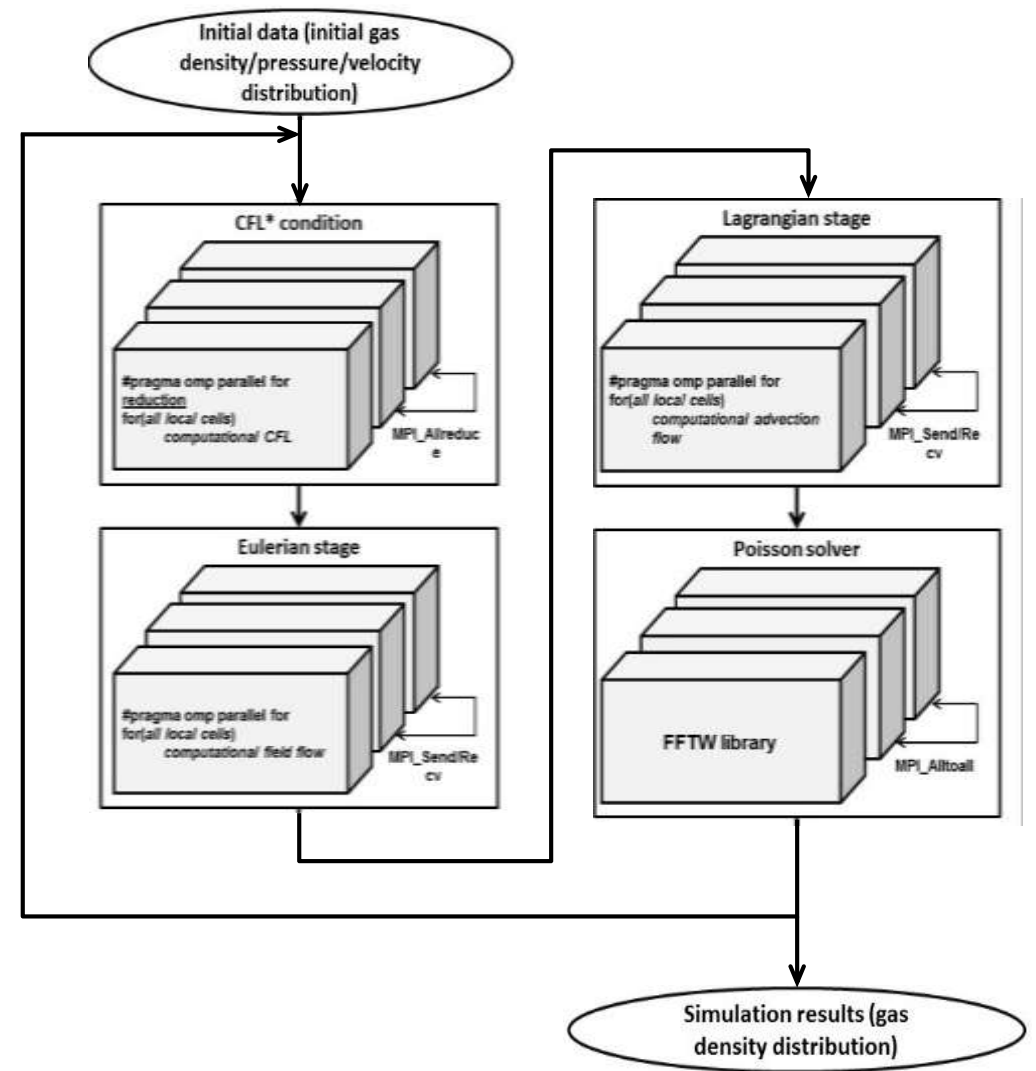 Initial data (initial gas
density/pressure/velocity
distribution)
CFL* condition
#pragma omp parallel for
reduction
for(all local cells)
computational CFL
MPI_Allreduc
e
Eulerian stage
#pragma omp parallel for
for(all local cells)
computational field flow
MPI_Send/Re
cv
Lagrangian stage
#pragma omp parallel for
for(all local cells)
computational advection
flow
MPI_Send/Re
cv
Poisson solver
FFTW library
MPI_Alltoall
Simulation results (gas
density distribution)